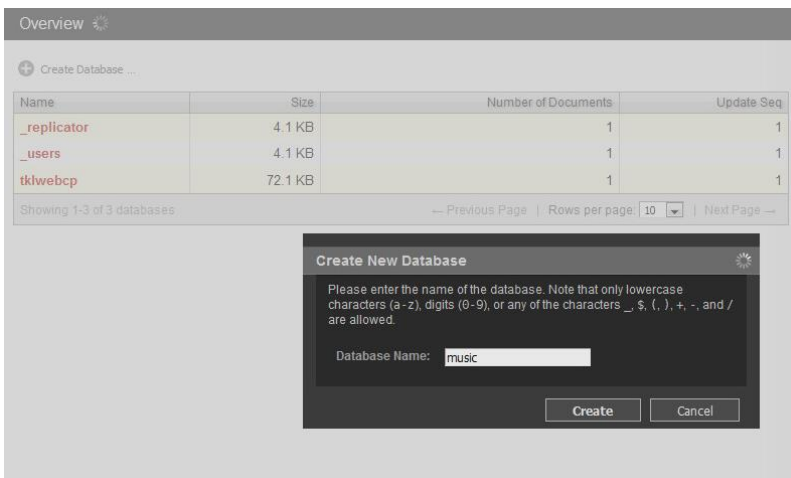 Overview
Create Database ...
Name Size Number of Documents Update Seq
_replicator 4.1 KB 1 1
_users 4.1 KB 1 1
tklwebcp 72.1 KB 1 1
Showing 1-3 of 3 databases ← Previous Page | Rows per page: 10 | Next Page →
Create New Database
Please enter the name of the database. Note that only lowercase
characters (a-z), digits (0-9), or any of the characters _, $, (, ), +, -, and /
are allowed.
Database Name: music
Create Cancel